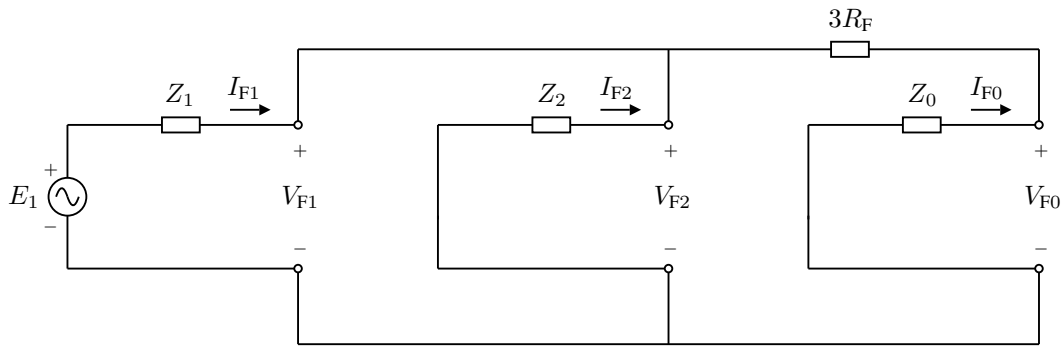 3R_F
Z_1 I_F1 Z_2 I_F2 Z_0 I_F0
+ + + +
E_1 V_F1 V_F2 V_F0
− − − −